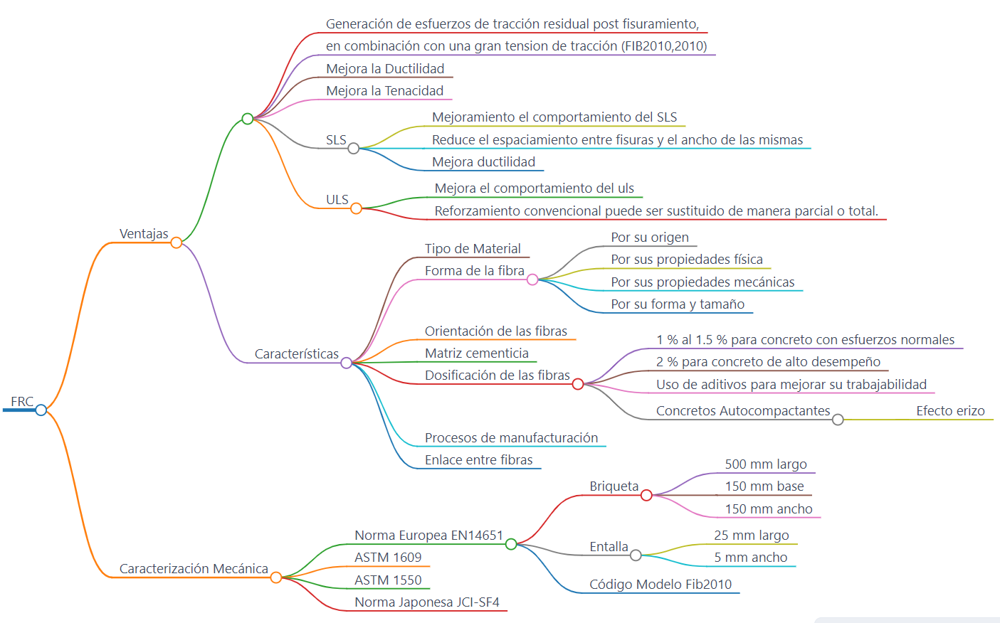 Generación de esfuerzos de tracción residual post fisuramiento,
en combinación con una gran tension de tracción (FIB2010,2010)
Mejora la Ductilidad
Mejora la Tenacidad
SLS
Mejoramiento el comportamiento del SLS
Reduce el espaciamiento entre fisuras y el ancho de las mismas
Mejora ductilidad
ULS
Mejora el comportamiento del uls
Reforzamiento convencional puede ser sustituido de manera parcial o total.
Ventajas
Tipo de Material
Forma de la fibra
Por su origen
Por sus propiedades física
Por sus propiedades mecánicas
Por su forma y tamaño
Características
Orientación de las fibras
Matriz cementicia
Dosificación de las fibras
1 % al 1.5 % para concreto con esfuerzos normales
2 % para concreto de alto desempeño
Uso de aditivos para mejorar su trabajabilidad
Concretos Autocompactantes
Efecto erizo
Procesos de manufacturación
Enlace entre fibras
FRC
Caracterización Mecánica
Norma Europea EN14651
Briqueta
500 mm largo
150 mm base
150 mm ancho
Entalla
25 mm largo
5 mm ancho
Código Modelo Fib2010
ASTM 1609
ASTM 1550
Norma Japonesa JCI-SF4